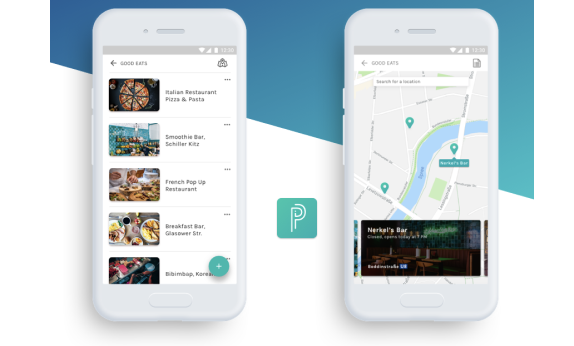 12:30
GOOD EATS
Italian Restaurant
Pizza & Pasta
Smoothie Bar,
Schiller Kitz
French Pop Up
Restaurant
Breakfast Bar,
Glasower Str.
Bibimbap, Korea
12:30
GOOD EATS
Search for a location
Nerkel's Bar
Nerkel's Bar
Closed, opens today at 7 PM
Boddinstraße U8